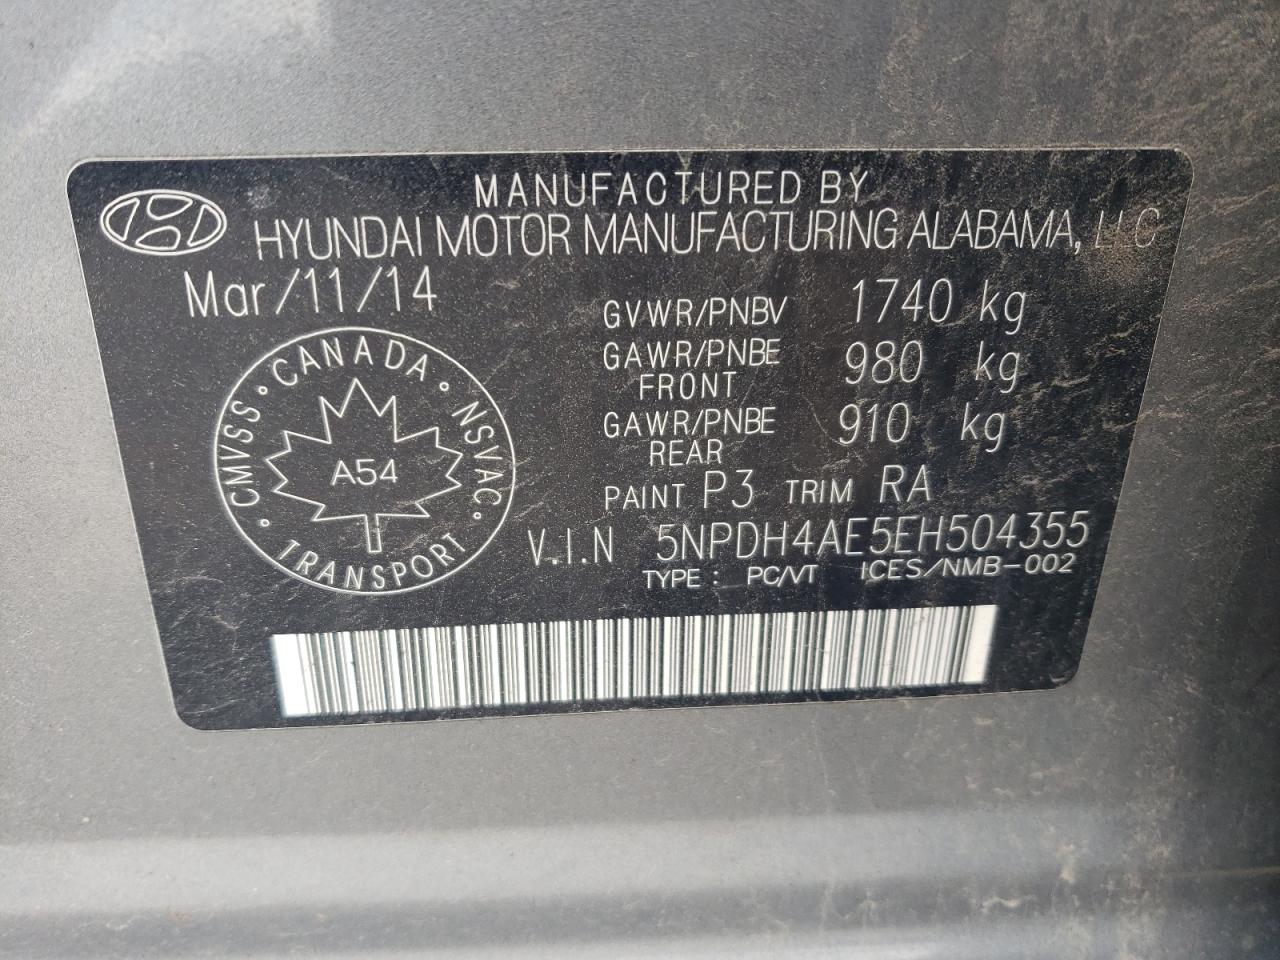 MANUFACTURED BY
HYUNDAI MOTOR MANUFACTURING ALABAMA, LLC
Mar/11/14
GVWR/PNBV 1740 kg
GAWR/PNBE FRONT 980 kg
GAWR/PNBE REAR 910 kg
PAINT P3 TRIM RA
V.I.N 5NPDH4AE5EH504355
TYPE : PC/VT ICES/NMB-002
CANADA
CMVSS
NSVAC
TRANSPORT
A54